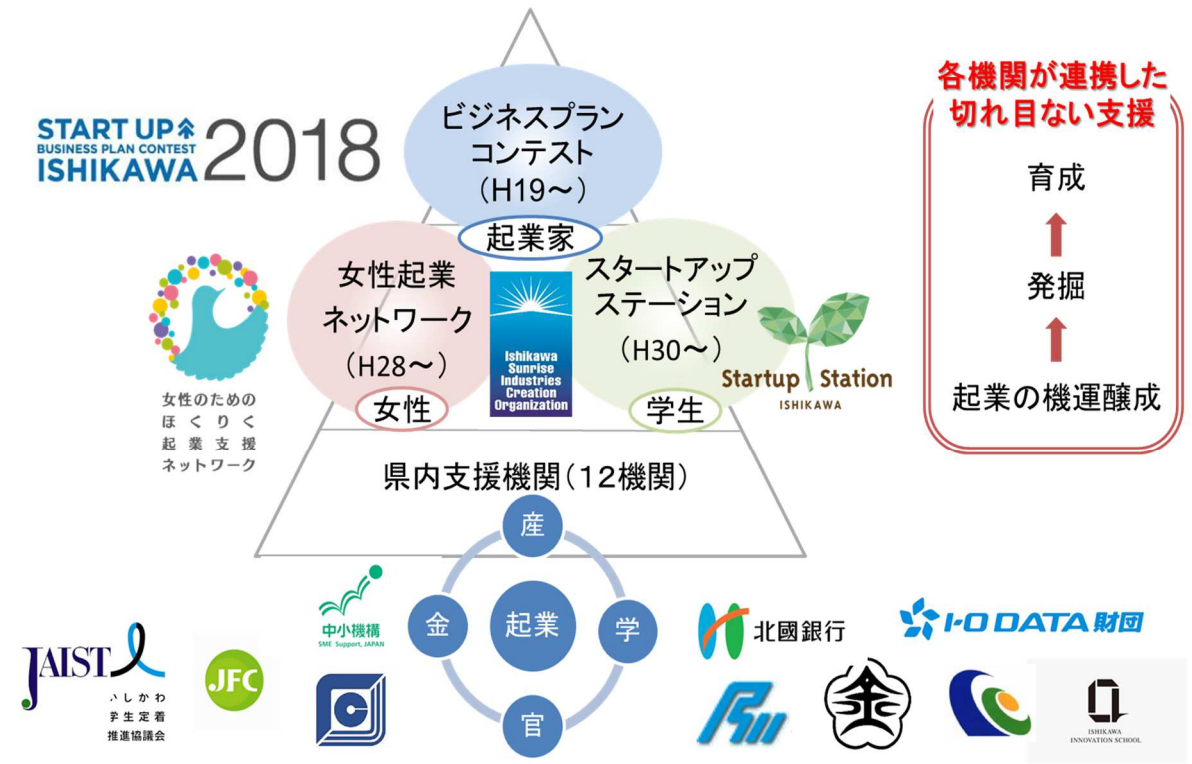 START UP
BUSINESS PLAN CONTEST
ISHIKAWA
2018
ビジネスプラン
コンテスト
(H19～)
起業家
女性起業
ネットワーク
(H28～)
女性
Ishikawa
Sunrise
Industries
Creation
Organization
スタートアップ
ステーション
(H30～)
学生
Startup Station
ISHIKAWA
女性のための
ほくりく
起業支援
ネットワーク
各機関が連携した
切れ目ない支援
育成
発掘
起業の機運醸成
県内支援機関(12機関)
産
金
起業
学
官
JAIST
いしかわ
学生定着
推進協議会
JFC
中小機構
SME Support, JAPAN
北國銀行
I-O DATA 財団
金
ISHIKAWA
INNOVATION SCHOOL